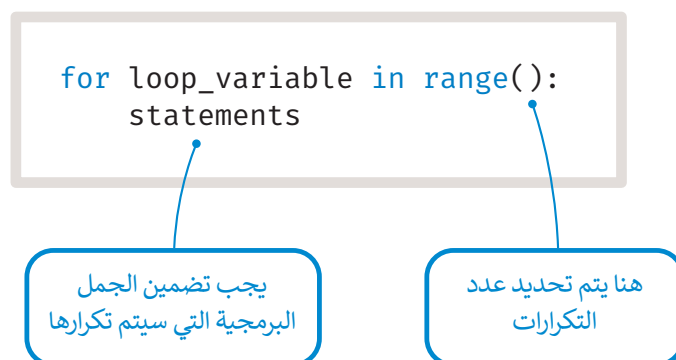 for loop_variable in range():
    statements
هنا يتم تحديد عدد
التكرارات
يجب تضمين الجمل
البرمجية التي سيتم تكرارها